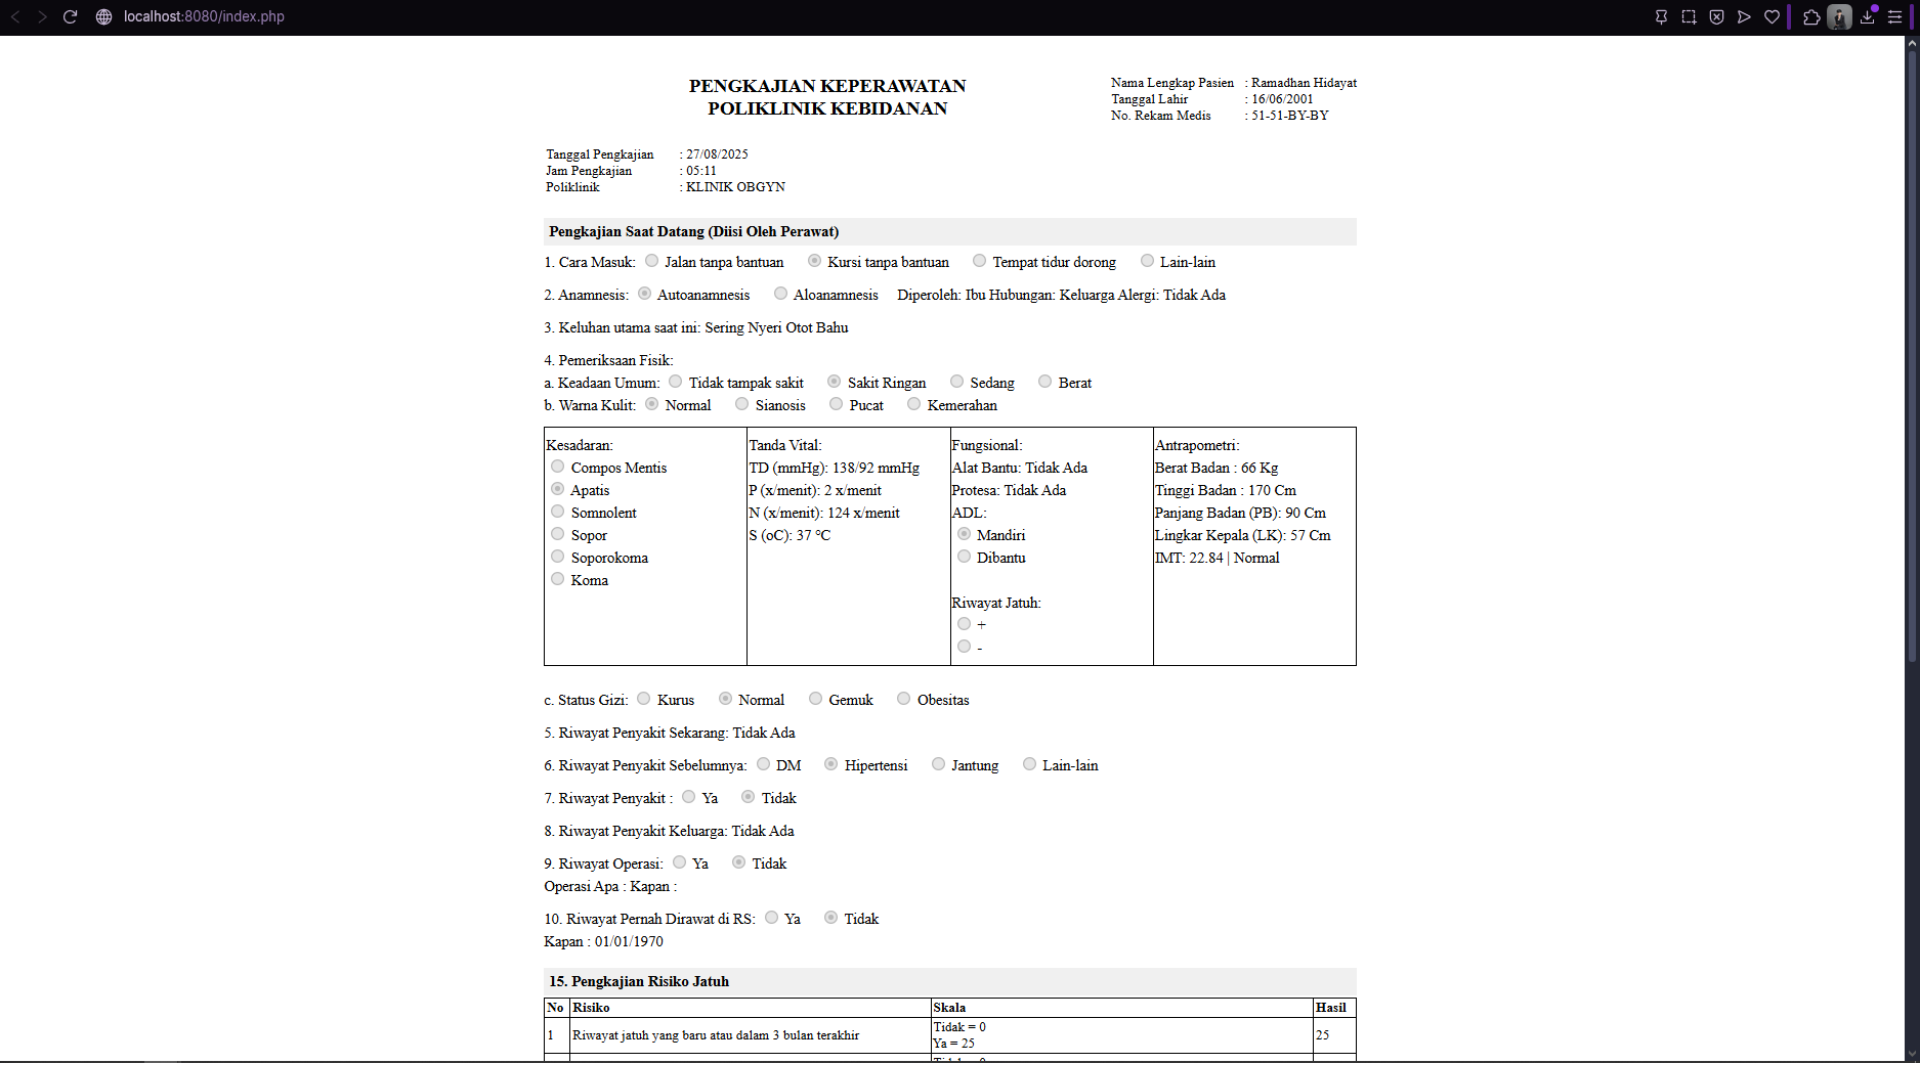 localhost:8080/index.php
PENGKAJIAN KEPERAWATAN
POLIKLINIK KEBIDANAN
Nama Lengkap Pasien : Ramadhan Hidayat
Tanggal Lahir : 16/06/2001
No. Rekam Medis : 51-51-BY-BY
Tanggal Pengkajian : 27/08/2025
Jam Pengkajian : 05:11
Poliklinik : KLINIK OBGYN
Pengkajian Saat Datang (Diisi Oleh Perawat)
1. Cara Masuk: Jalan tanpa bantuan Kursi tanpa bantuan Tempat tidur dorong Lain-lain
2. Anamnesis: Autoanamnesis Aloanamnesis Diperoleh: Ibu Hubungan: Keluarga Alergi: Tidak Ada
3. Keluhan utama saat ini: Sering Nyeri Otot Bahu
4. Pemeriksaan Fisik:
a. Keadaan Umum: Tidak tampak sakit Sakit Ringan Sedang Berat
b. Warna Kulit: Normal Sianosis Pucat Kemerahan
Kesadaran:
Compos Mentis
Apatis
Somnolent
Sopor
Soporokoma
Koma
Tanda Vital:
TD (mmHg): 138/92 mmHg
P (x/menit): 2 x/menit
N (x/menit): 124 x/menit
S (oC): 37 °C
Fungsional:
Alat Bantu: Tidak Ada
Protesa: Tidak Ada
ADL:
Mandiri
Dibantu
Riwayat Jatuh:
+
-
Antrapometri:
Berat Badan : 66 Kg
Tinggi Badan : 170 Cm
Panjang Badan (PB): 90 Cm
Lingkar Kepala (LK): 57 Cm
IMT: 22.84 | Normal
c. Status Gizi: Kurus Normal Gemuk Obesitas
5. Riwayat Penyakit Sekarang: Tidak Ada
6. Riwayat Penyakit Sebelumnya: DM Hipertensi Jantung Lain-lain
7. Riwayat Penyakit : Ya Tidak
8. Riwayat Penyakit Keluarga: Tidak Ada
9. Riwayat Operasi: Ya Tidak
Operasi Apa : Kapan :
10. Riwayat Pernah Dirawat di RS: Ya Tidak
Kapan : 01/01/1970
15. Pengkajian Risiko Jatuh
No Risiko Skala Hasil
1 Riwayat jatuh yang baru atau dalam 3 bulan terakhir
Tidak = 0
Ya = 25
25